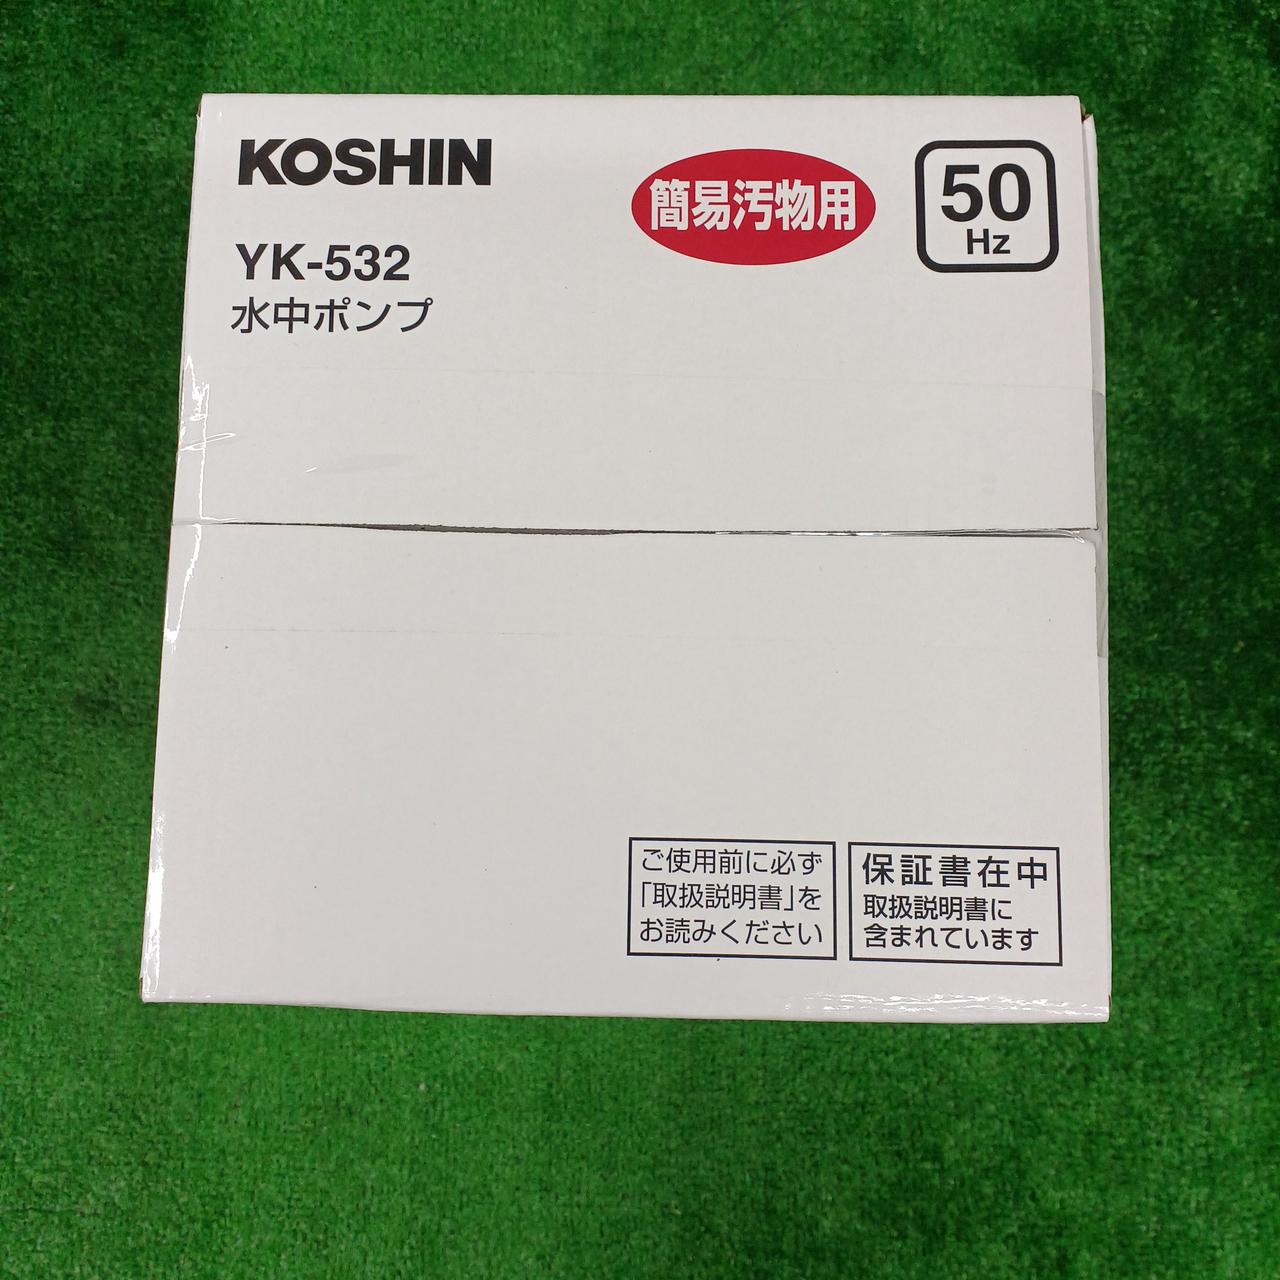 KOSHIN
簡易汚物用
50
Hz
YK-532
水中ポンプ
ご使用前に必ず
「取扱説明書」を
お読みください
保証書在中
取扱説明書に
含まれています